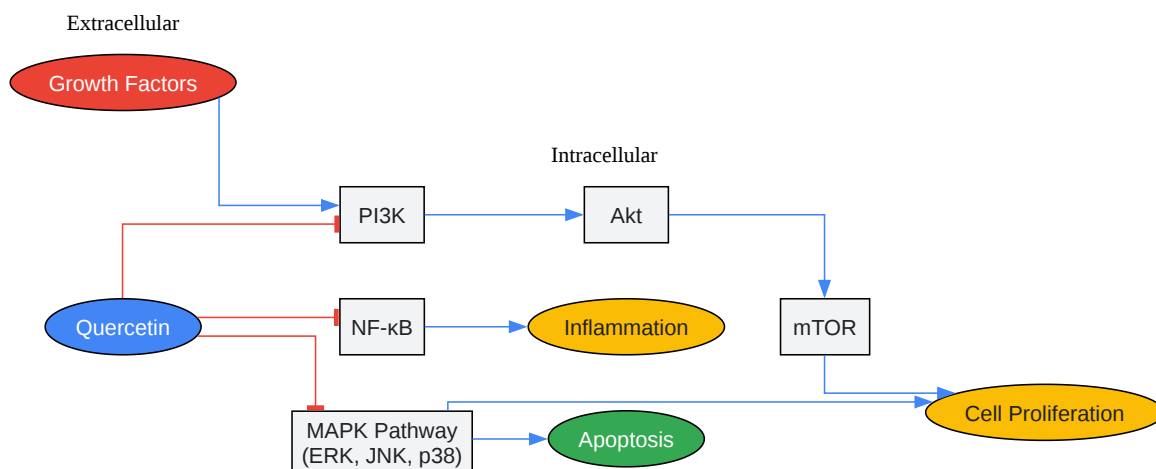 Extracellular
Growth Factors
Intracellular
PI3K
Akt
Quercetin
NF-κB
Inflammation
mTOR
Cell Proliferation
MAPK Pathway
(ERK, JNK, p38)
Apoptosis